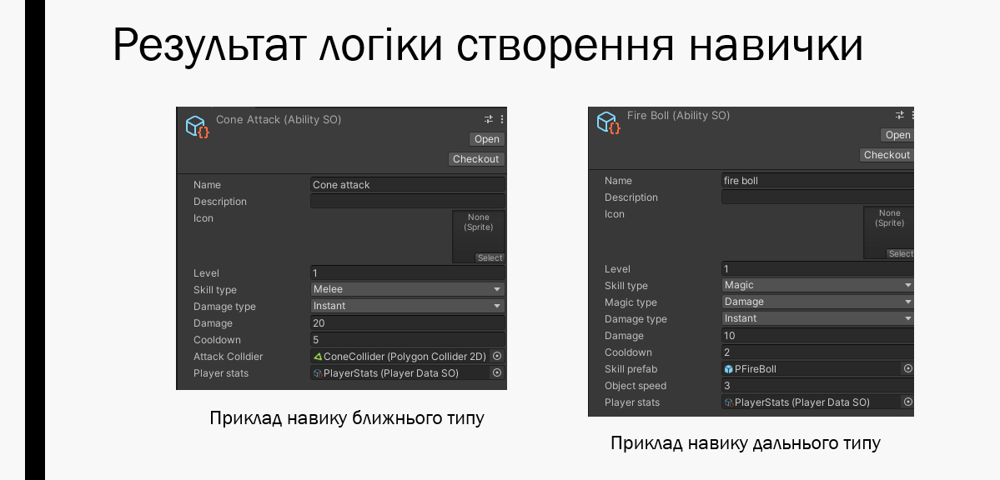 Результат логіки створення навички
Cone Attack (Ability SO)
Open
Checkout
Name Cone attack
Description
Icon None
(Sprite)
Select
Level 1
Skill type Melee
Damage type Instant
Damage 20
Cooldown 5
Attack Colldier ConeCollider (Polygon Collider 2D)
Player stats PlayerStats (Player Data SO)
Приклад навику ближнього типу
Fire Boll (Ability SO)
Open
Checkout
Name fire boll
Description
Icon None
(Sprite)
Select
Level 1
Skill type Magic
Magic type Damage
Damage type Instant
Damage 10
Cooldown 2
Skill prefab PFireBoll
Object speed 3
Player stats PlayerStats (Player Data SO)
Приклад навику дальнього типу